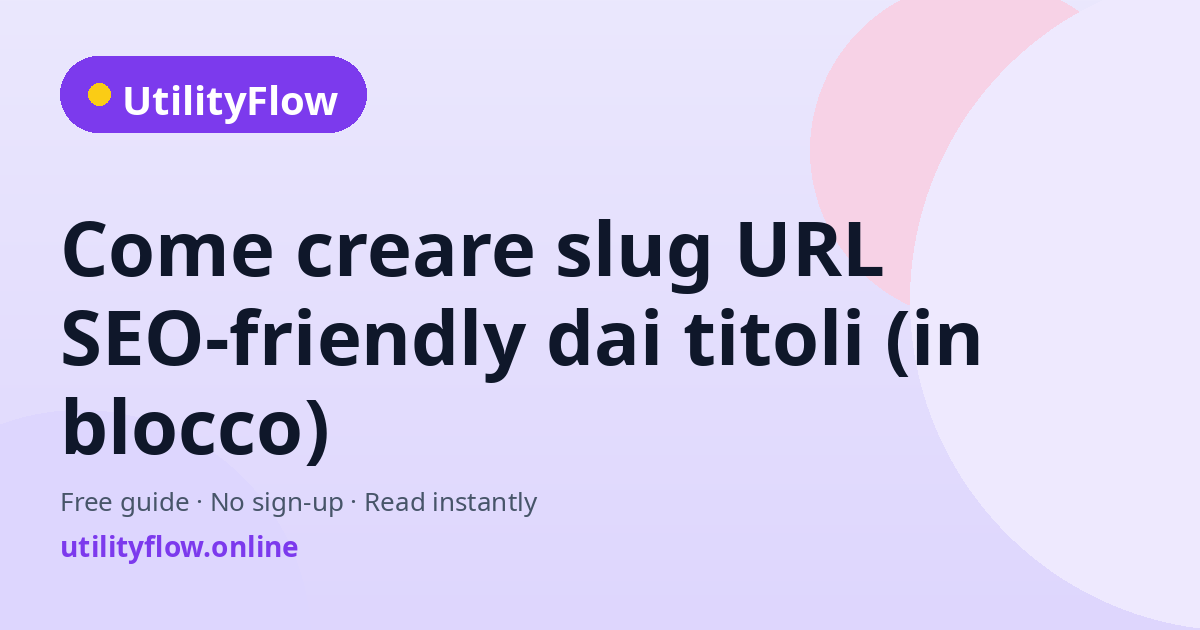 UtilityFlow
Come creare slug URL
SEO-friendly dai titoli (in
blocco)
Free guide · No sign-up · Read instantly
utilityflow.online